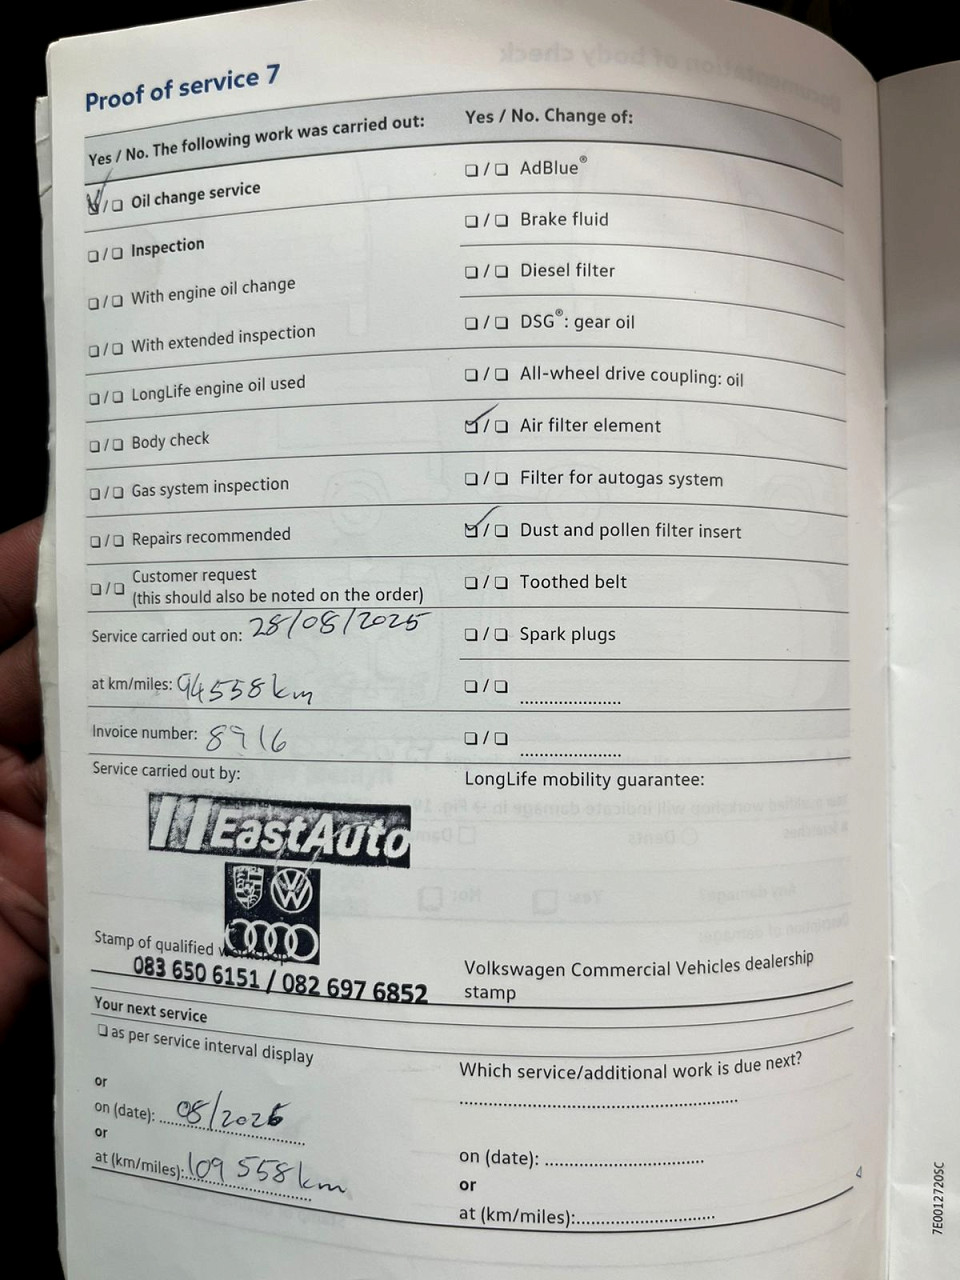 Proof of service 7
Yes / No. The following work was carried out:
☑/❑ Oil change service
❑/❑ Inspection
❑/❑ With engine oil change
❑/❑ With extended inspection
❑/❑ LongLife engine oil used
❑/❑ Body check
❑/❑ Gas system inspection
❑/❑ Repairs recommended
❑/❑ Customer request
(this should also be noted on the order)
Service carried out on: 28/08/2025
at km/miles: 94558km
Invoice number: 8916
Service carried out by:
EastAuto
Stamp of qualified workshop
083 650 6151 / 082 697 6852
Yes / No. Change of:
❑/❑ AdBlue®
❑/❑ Brake fluid
❑/❑ Diesel filter
❑/❑ DSG®: gear oil
❑/❑ All-wheel drive coupling: oil
☑/❑ Air filter element
❑/❑ Filter for autogas system
☑/❑ Dust and pollen filter insert
❑/❑ Toothed belt
❑/❑ Spark plugs
❑/❑ .....................
❑/❑ .....................
LongLife mobility guarantee:
Volkswagen Commercial Vehicles dealership
stamp
Your next service
❑ as per service interval display
or
on (date): 08/2026
or
at (km/miles): 109 558km
Which service/additional work is due next?
..........................................................
on (date): .................................
or
at (km/miles):.............................
7E0012720SC